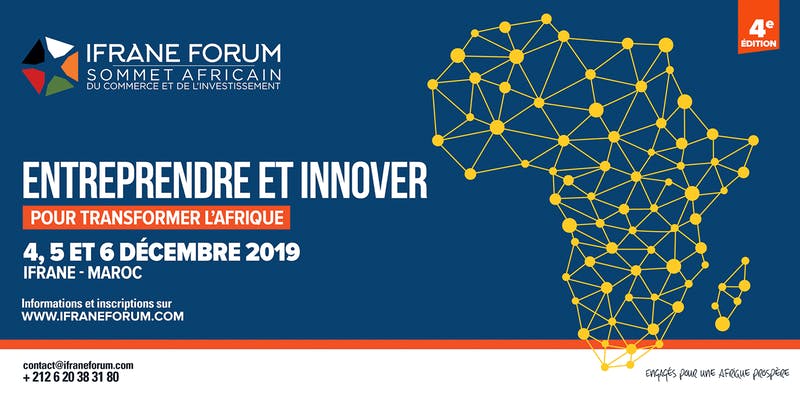 IFRANE FORUM
SOMMET AFRICAIN
DU COMMERCE ET DE L'INVESTISSEMENT
4e
ÉDITION
ENTREPRENDRE ET INNOVER
POUR TRANSFORMER L'AFRIQUE
4, 5 ET 6 DÉCEMBRE 2019
IFRANE - MAROC
Informations et inscriptions sur
WWW.IFRANEFORUM.COM
contact@ifraneforum.com
+ 212 6 20 38 31 80
ENGAGÉS POUR UNE AFRIQUE PROSPÈRE